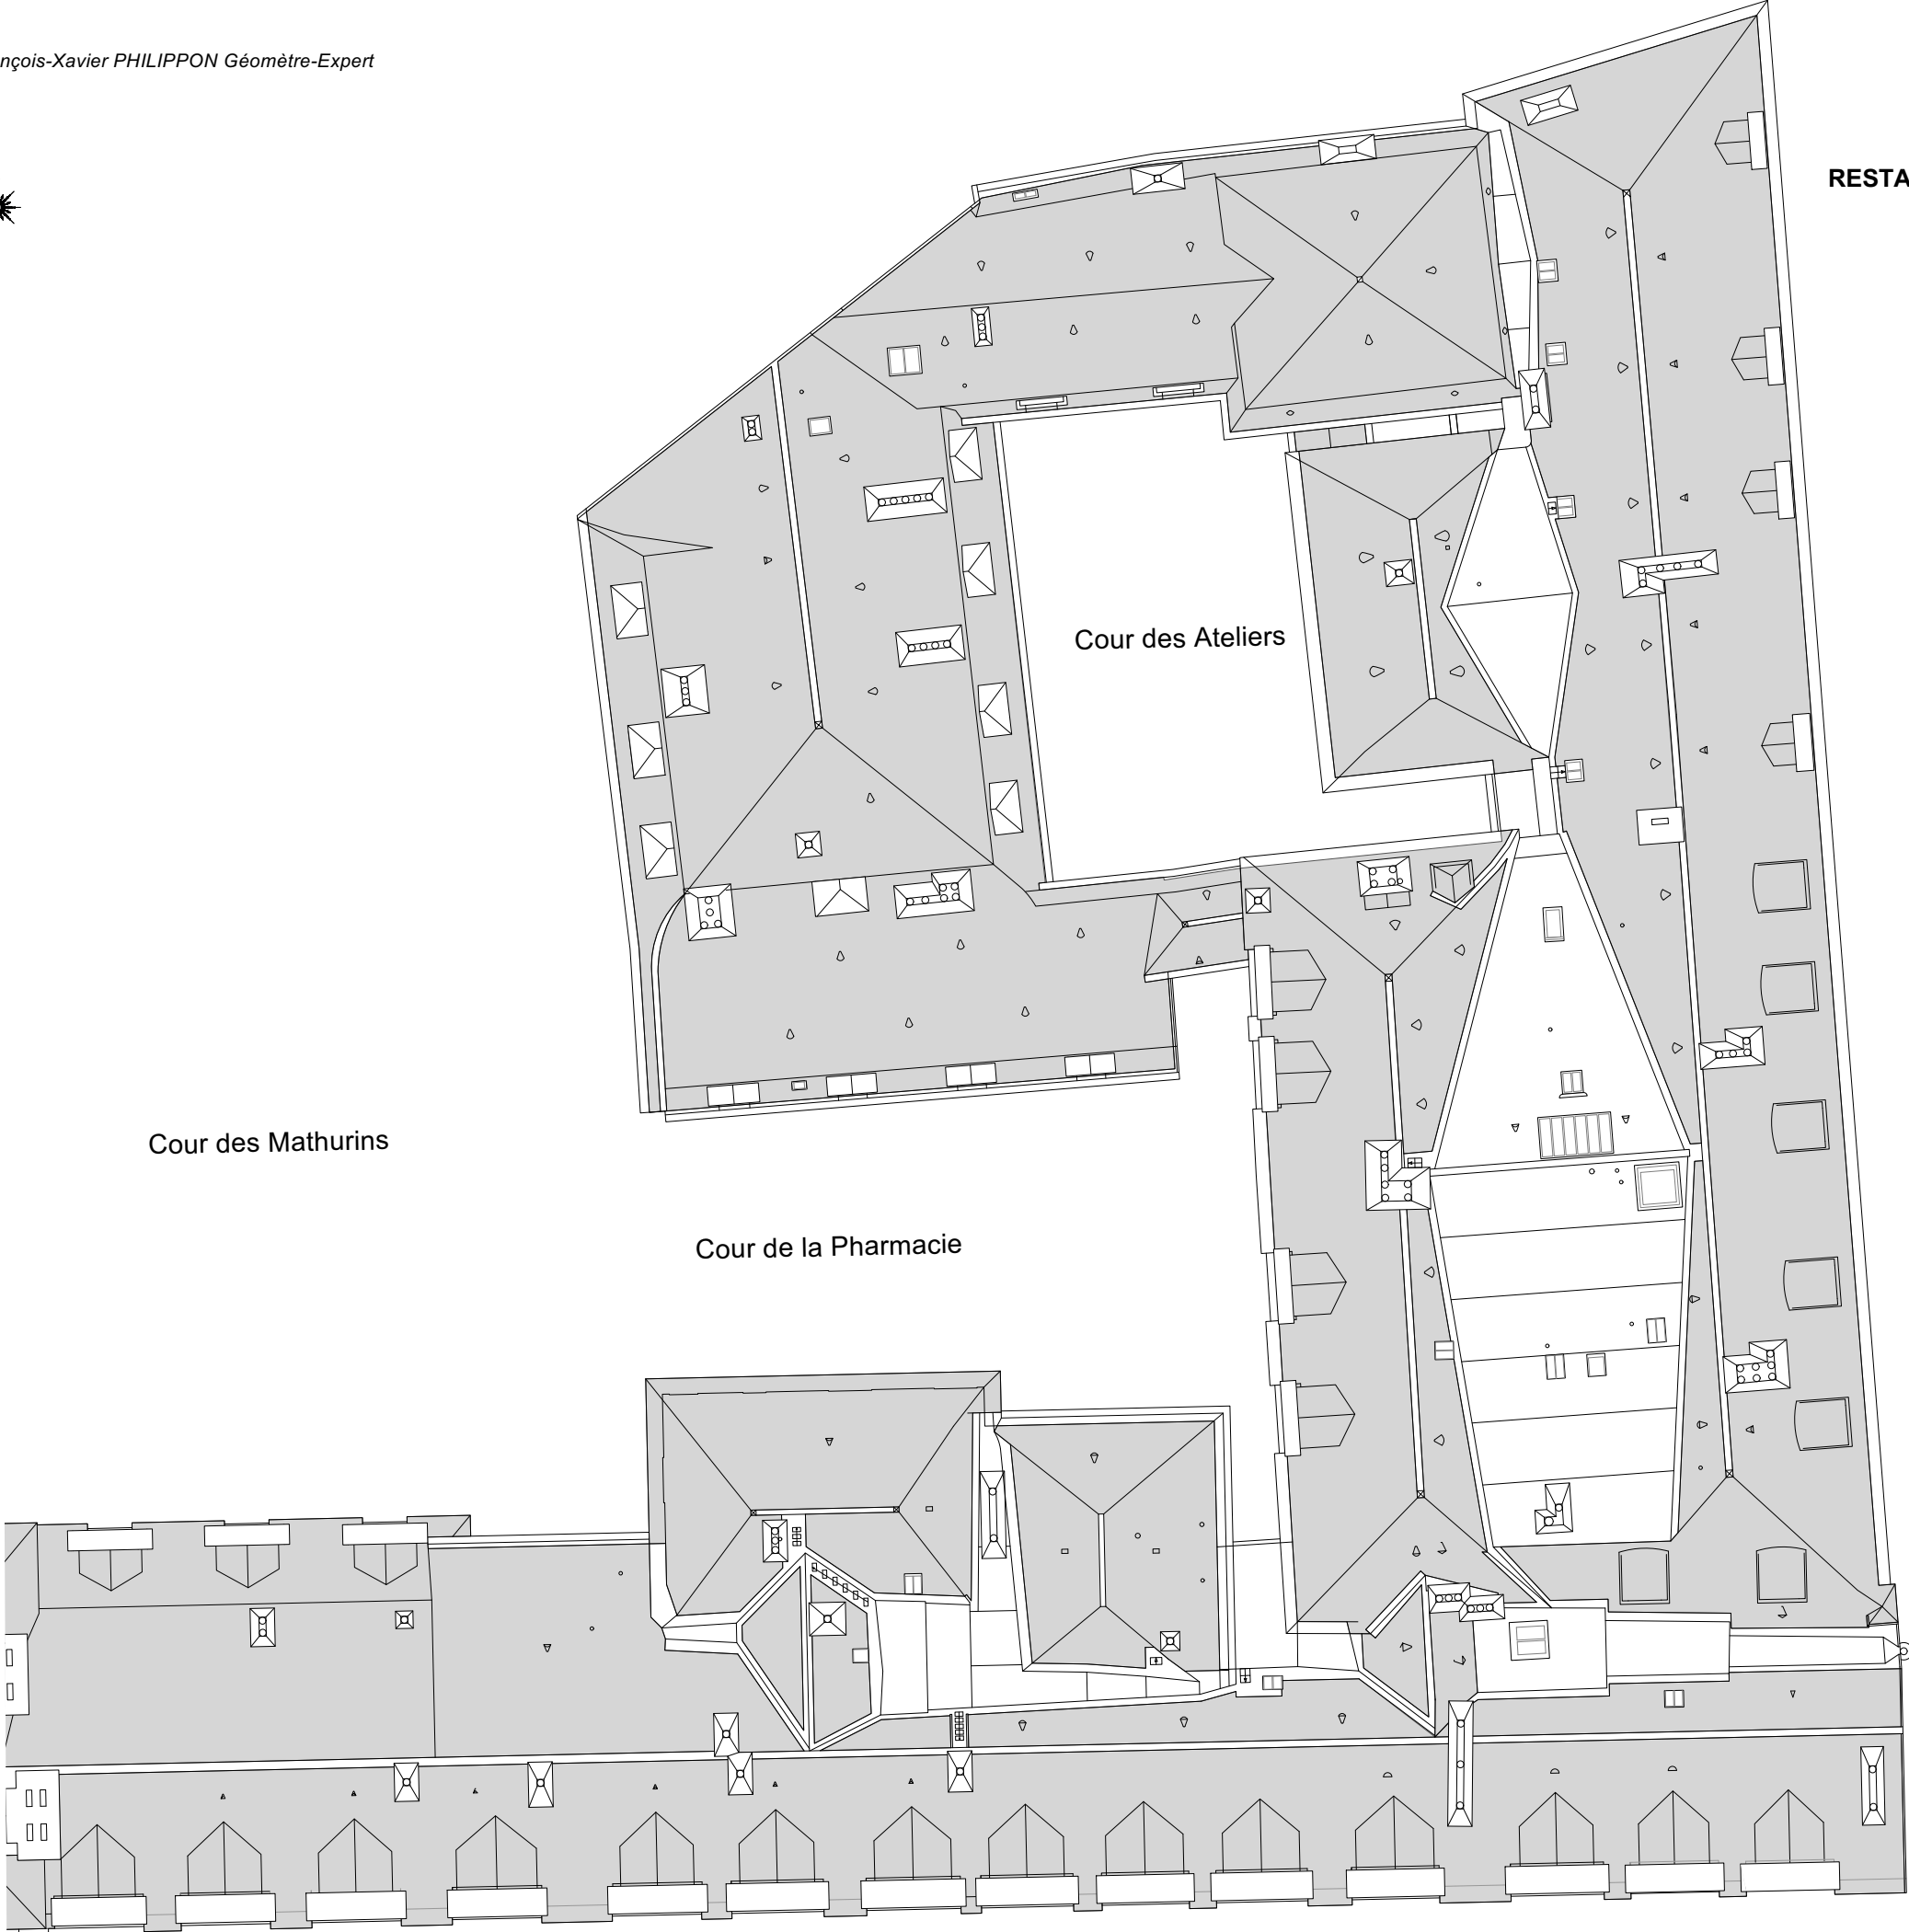 nçois-Xavier PHILIPPON Géomètre-Expert
RESTA
Cour des Ateliers
Cour des Mathurins
Cour de la Pharmacie